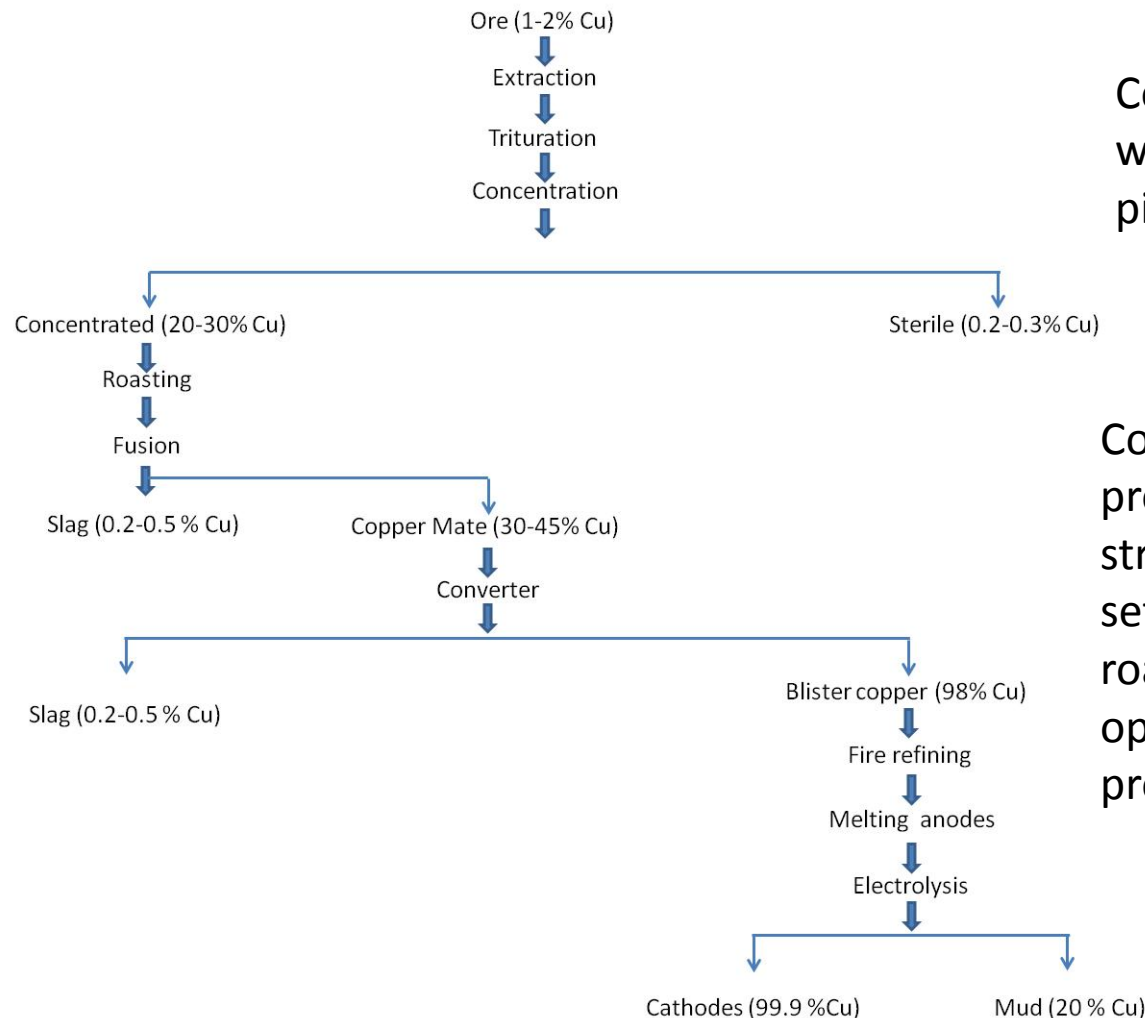 Ore (1-2% Cu)
Extraction
Trituration
Concentration
Concentrated (20-30% Cu)
Sterile (0.2-0.3% Cu)
Roasting
Fusion
Slag (0.2-0.5 % Cu)
Copper Mate (30-45% Cu)
Converter
Slag (0.2-0.5 % Cu)
Blister copper (98% Cu)
Fire refining
Melting anodes
Electrolysis
Cathodes (99.9 %Cu)
Mud (20 % Cu)